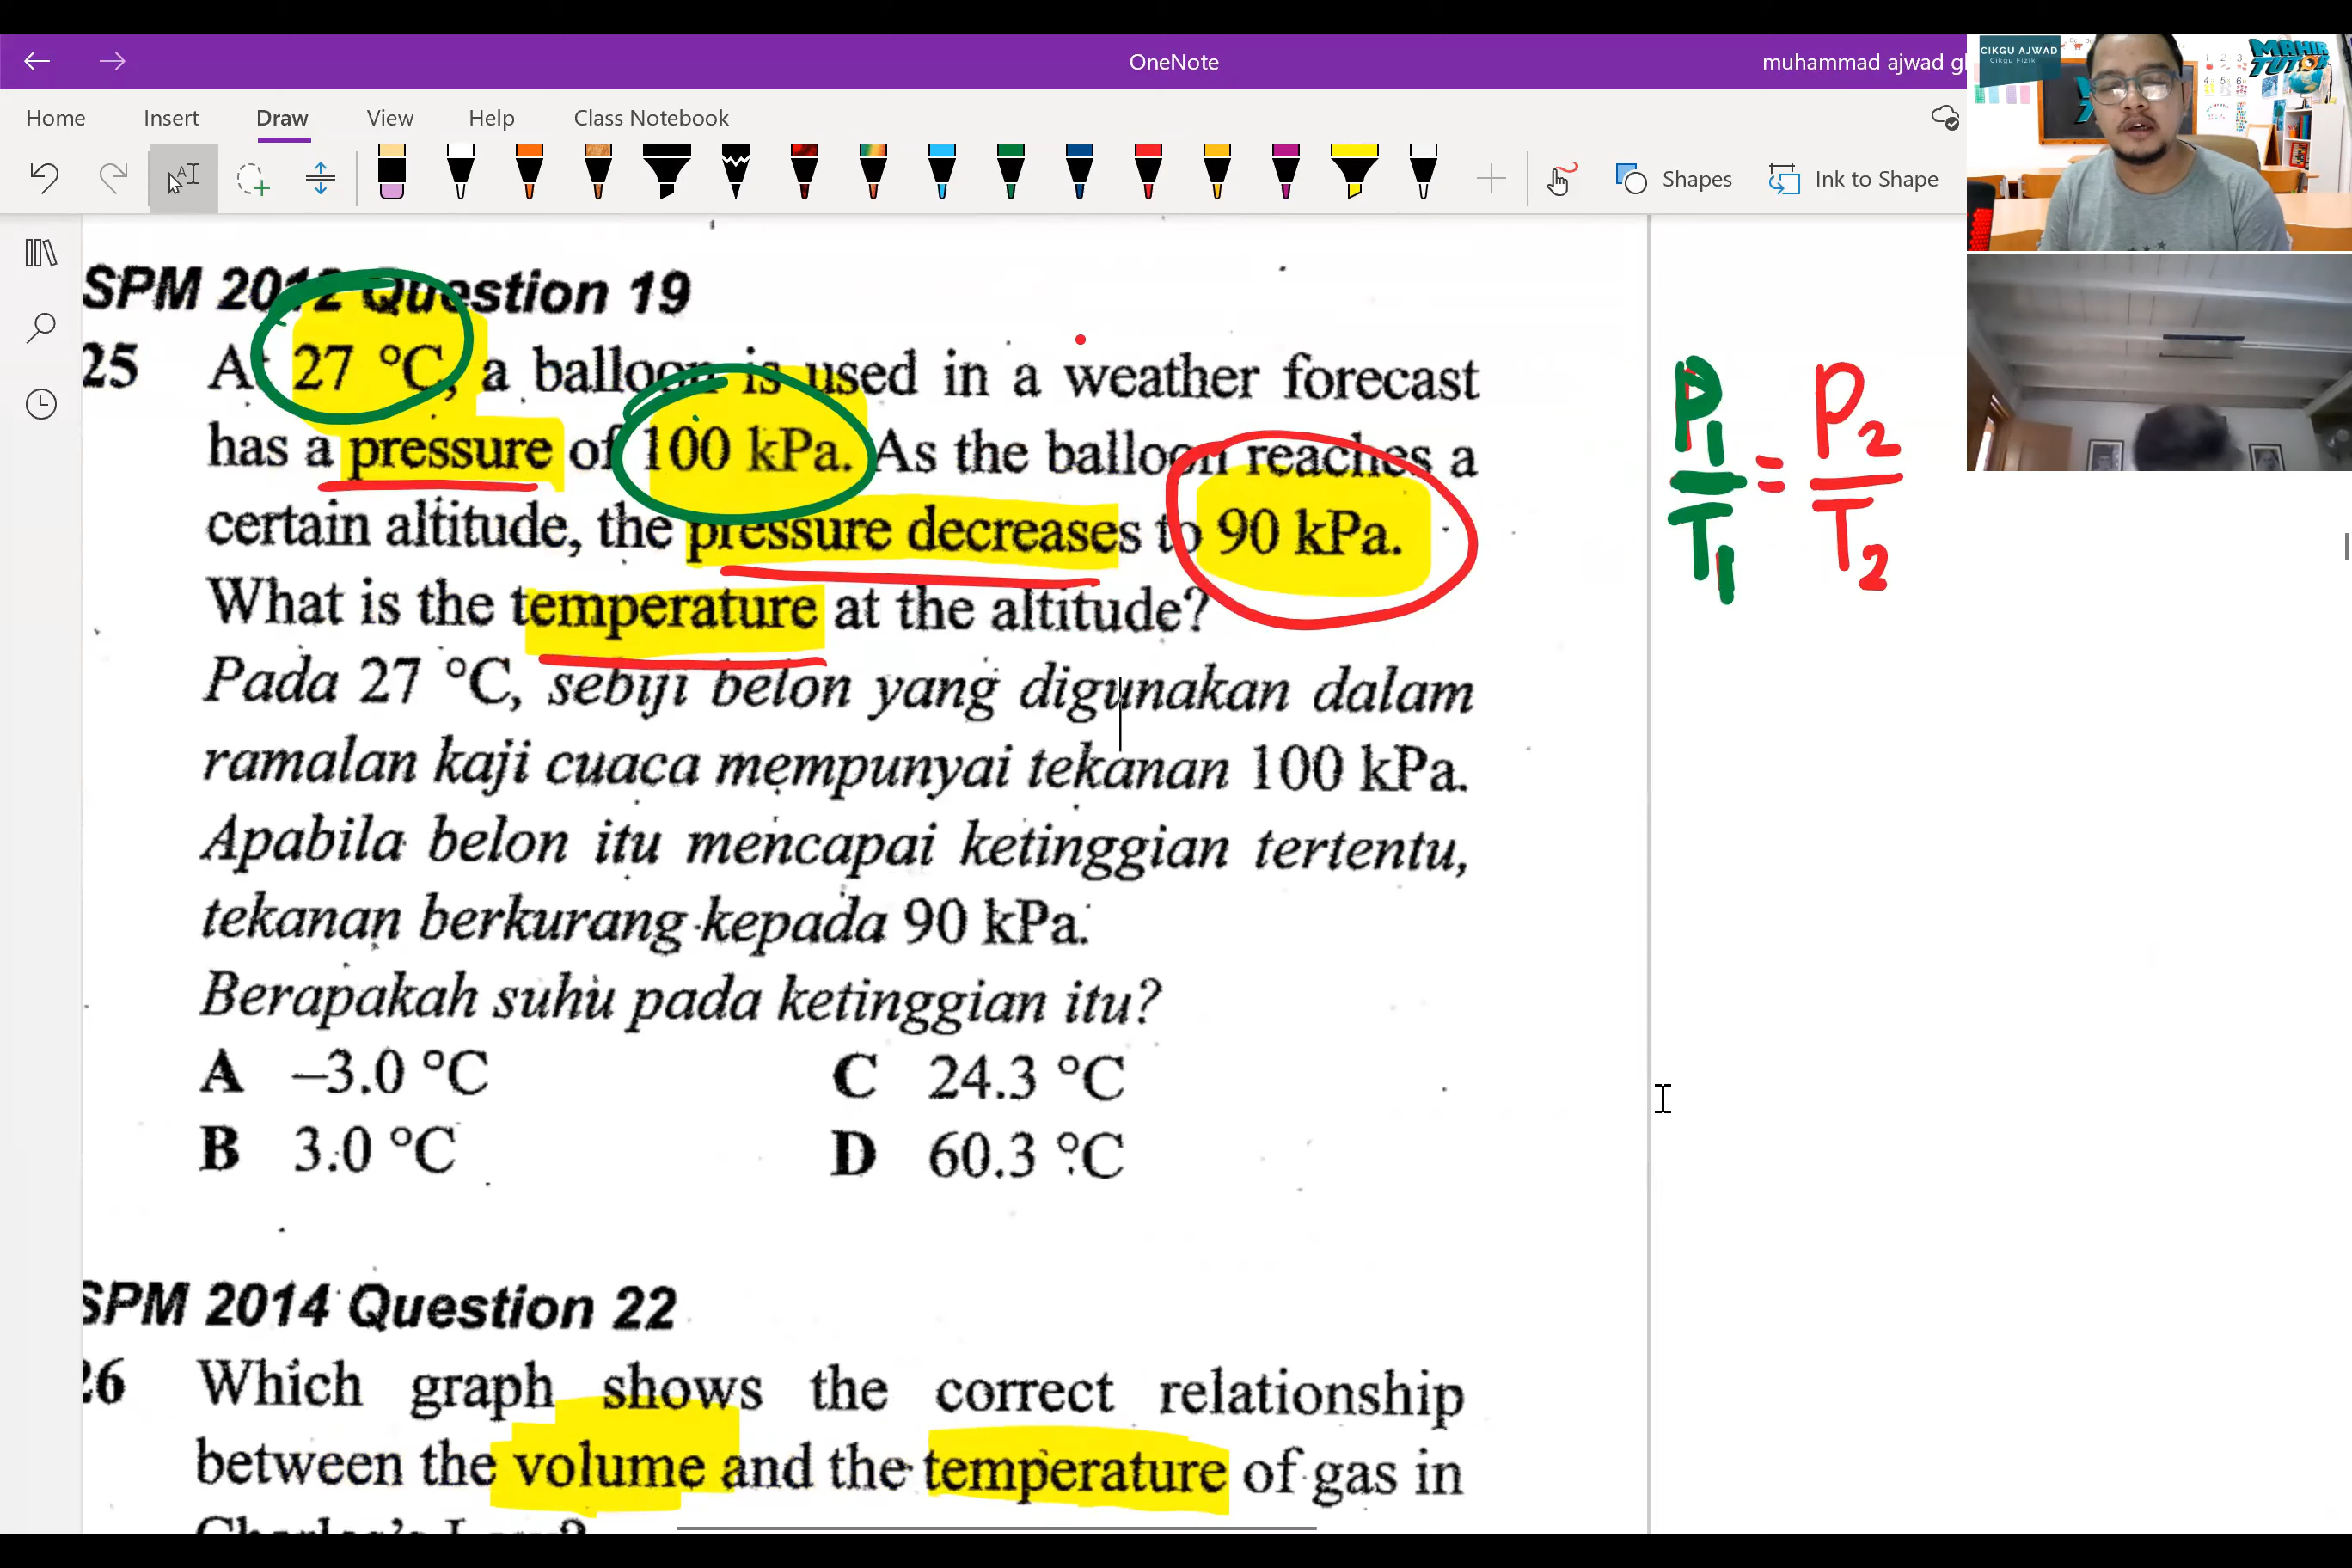 OneNote
muhammad ajwad
CIKGU AJWAD
Cikgu Fizik
MAHIR
TUTOR
Home Insert Draw View Help Class Notebook
Shapes Ink to Shape
SPM 2012 Question 19
25 At 27 °C, a balloon is used in a weather forecast
has a pressure of 100 kPa. As the balloon reaches a
certain altitude, the pressure decreases to 90 kPa.
What is the temperature at the altitude?
Pada 27 °C, sebiji belon yang digunakan dalam
ramalan kaji cuaca mempunyai tekanan 100 kPa.
Apabila belon itu mencapai ketinggian tertentu,
tekanan berkurang kepada 90 kPa.
Berapakah suhu pada ketinggian itu?
A –3.0 °C C 24.3 °C
B 3.0 °C D 60.3 °C
P1 = P2
T1 T2
SPM 2014 Question 22
26 Which graph shows the correct relationship
between the volume and the temperature of gas in